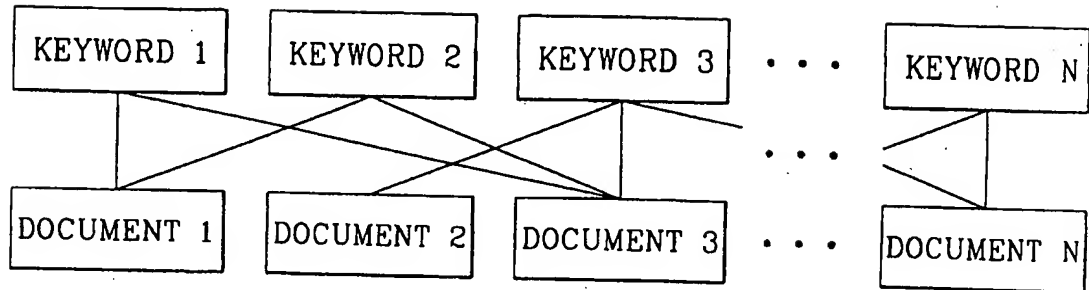 KEYWORD 1 KEYWORD 2 KEYWORD 3 . . . KEYWORD N
. . .
DOCUMENT 1 DOCUMENT 2 DOCUMENT 3 . . . DOCUMENT N